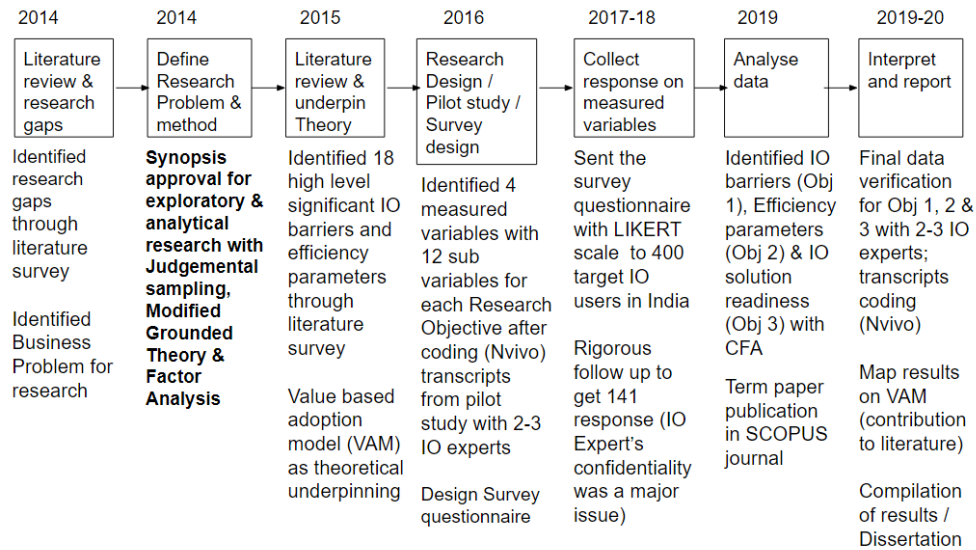 2014
2014
2015
2016
2017-18
2019
2019-20
Literature
review &
research
gaps
Define
Research
Problem &
method
Literature
review &
underpin
Theory
Research
Design /
Pilot study /
Survey
design
Collect
response on
measured
variables
Analyse
data
Interpret
and report
Identified
research
gaps
through
literature
survey
Identified
Business
Problem for
research
Synopsis
approval for
exploratory &
analytical
research with
Judgemental
sampling,
Modified
Grounded
Theory &
Factor
Analysis
Identified 18
high level
significant IO
barriers and
efficiency
parameters
through
literature
survey
Value based
adoption
model (VAM)
as theoretical
underpinning
Identified 4
measured
variables with
12 sub
variables for
each Research
Objective after
coding (Nvivo)
transcripts
from pilot
study with 2-3
IO experts
Design Survey
questionnaire
Sent the
survey
questionnaire
with LIKERT
scale to 400
target IO
users in India
Rigorous
follow up to
get 141
response (IO
Expert's
confidentiality
was a major
issue)
Identified IO
barriers (Obj
1), Efficiency
parameters
(Obj 2) & IO
solution
readiness
(Obj 3) with
CFA
Term paper
publication
in SCOPUS
journal
Final data
verification
for Obj 1, 2 &
3 with 2-3 IO
experts;
transcripts
coding
(Nvivo)
Map results
on VAM
(contribution
to literature)
Compilation
of results /
Dissertation